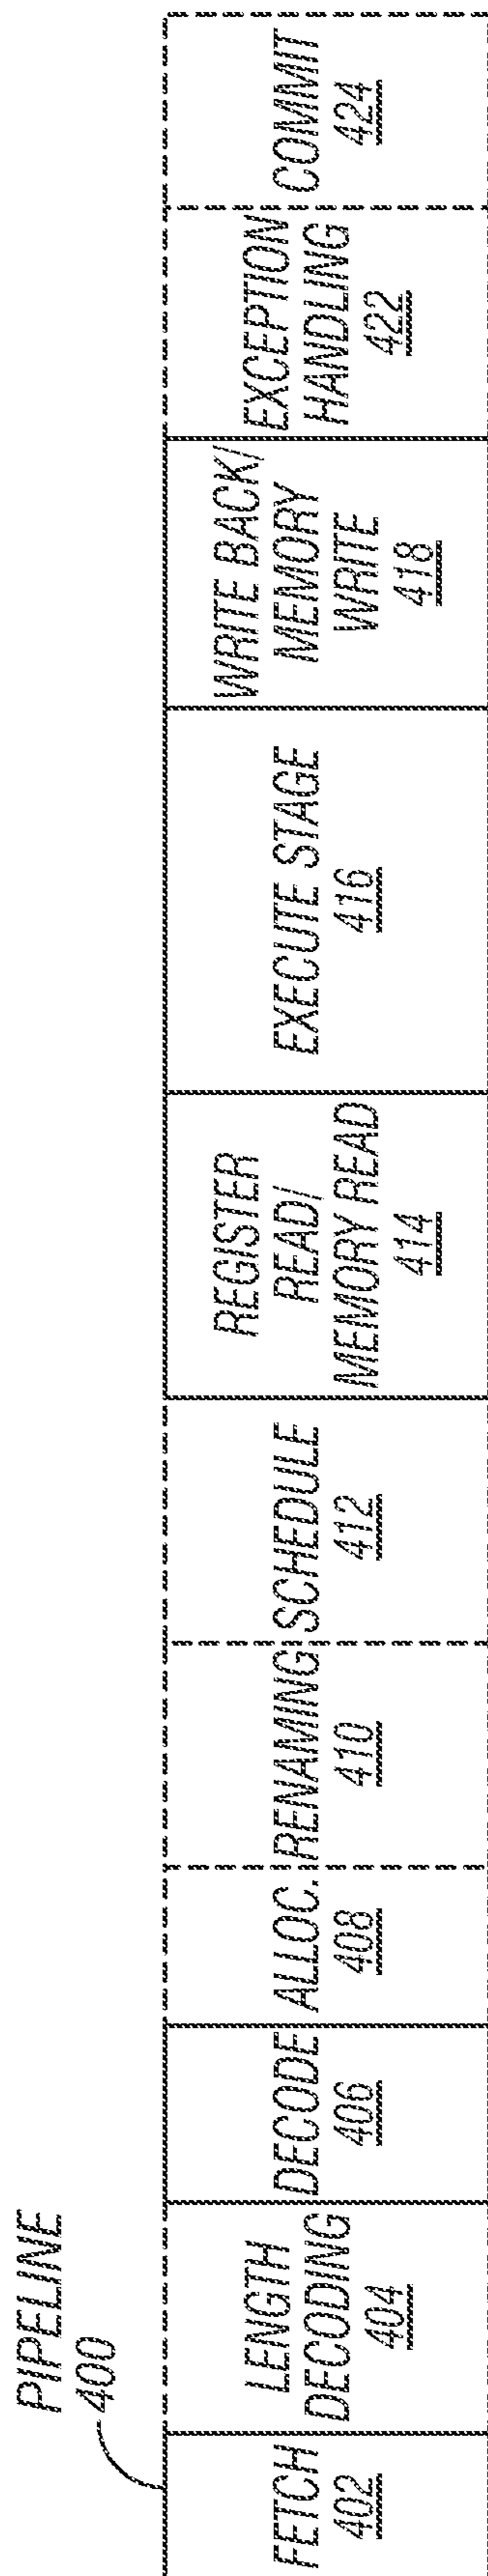 PIPELINE
400
FETCH
402
LENGTH
DECODING
404
DECODE
406
ALLOC.
408
RENAMING
410
SCHEDULE
412
REGISTER
READ/
MEMORY READ
414
EXECUTE STAGE
416
WRITE BACK/
MEMORY
WRITE
418
EXCEPTION
HANDLING
422
COMMIT
424